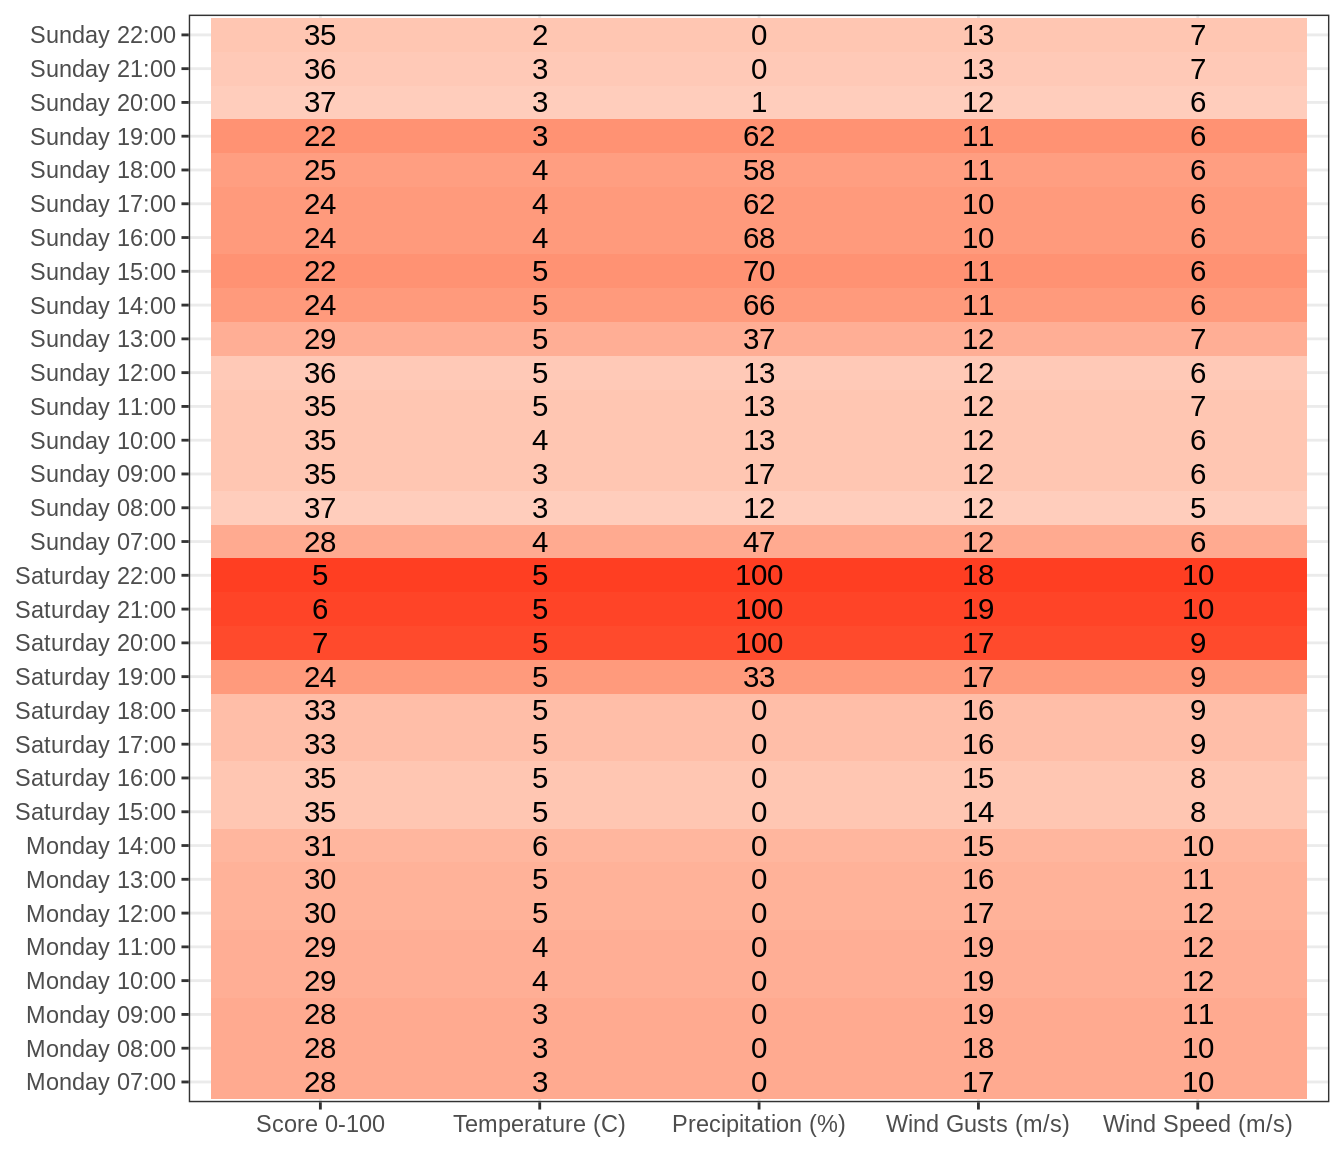 Sunday 22:00 35 2 0 13 7
Sunday 21:00 36 3 0 13 7
Sunday 20:00 37 3 1 12 6
Sunday 19:00 22 3 62 11 6
Sunday 18:00 25 4 58 11 6
Sunday 17:00 24 4 62 10 6
Sunday 16:00 24 4 68 10 6
Sunday 15:00 22 5 70 11 6
Sunday 14:00 24 5 66 11 6
Sunday 13:00 29 5 37 12 7
Sunday 12:00 36 5 13 12 6
Sunday 11:00 35 5 13 12 7
Sunday 10:00 35 4 13 12 6
Sunday 09:00 35 3 17 12 6
Sunday 08:00 37 3 12 12 5
Sunday 07:00 28 4 47 12 6
Saturday 22:00 5 5 100 18 10
Saturday 21:00 6 5 100 19 10
Saturday 20:00 7 5 100 17 9
Saturday 19:00 24 5 33 17 9
Saturday 18:00 33 5 0 16 9
Saturday 17:00 33 5 0 16 9
Saturday 16:00 35 5 0 15 8
Saturday 15:00 35 5 0 14 8
Monday 14:00 31 6 0 15 10
Monday 13:00 30 5 0 16 11
Monday 12:00 30 5 0 17 12
Monday 11:00 29 4 0 19 12
Monday 10:00 29 4 0 19 12
Monday 09:00 28 3 0 19 11
Monday 08:00 28 3 0 18 10
Monday 07:00 28 3 0 17 10
Score 0-100 Temperature (C) Precipitation (%) Wind Gusts (m/s) Wind Speed (m/s)